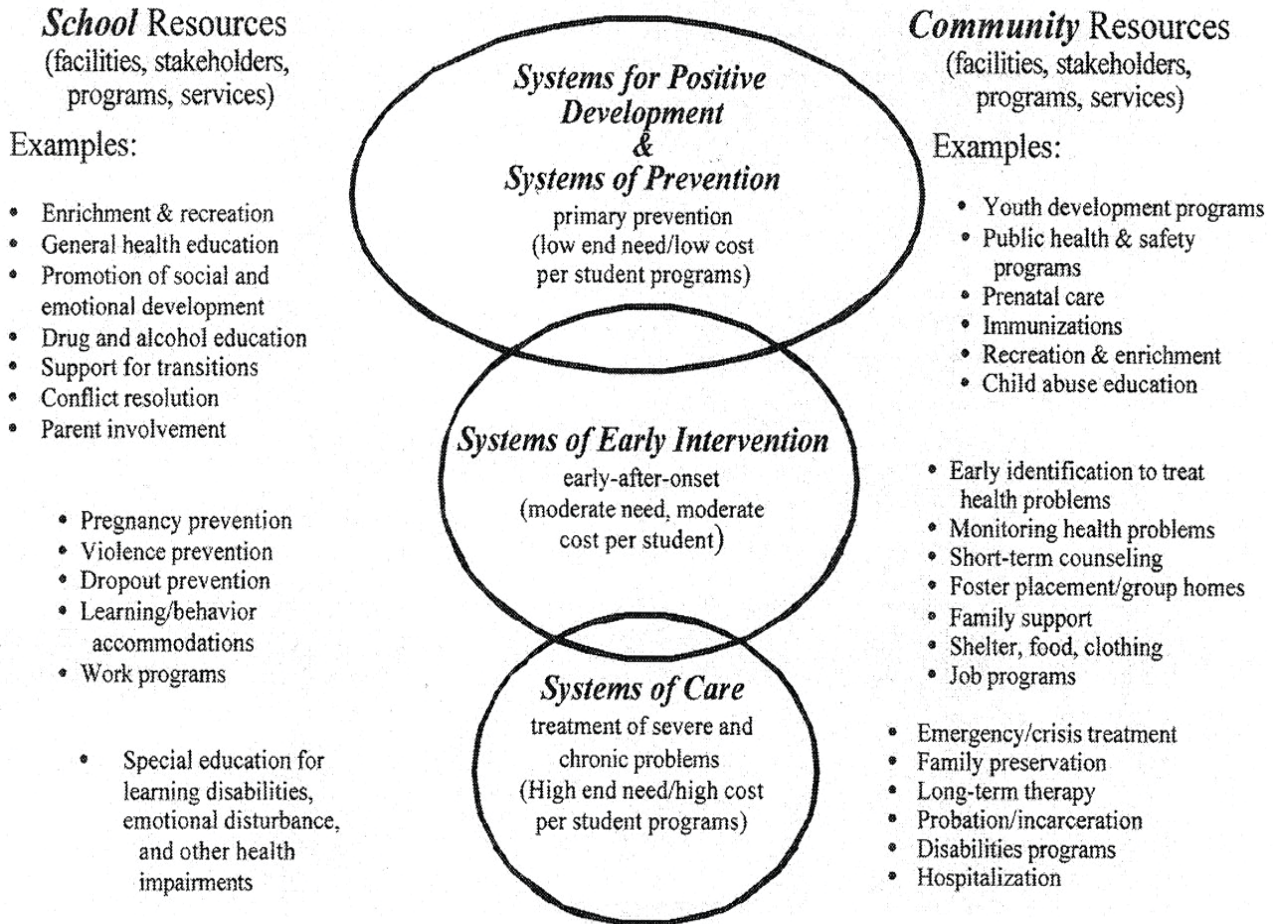 School Resources
(facilities, stakeholders,
programs, services)
Examples:
• Enrichment & recreation
• General health education
• Promotion of social and
emotional development
• Drug and alcohol education
• Support for transitions
• Conflict resolution
• Parent involvement
• Pregnancy prevention
• Violence prevention
• Dropout prevention
• Learning/behavior
accommodations
• Work programs
• Special education for
learning disabilities,
emotional disturbance,
and other health
impairments
Systems for Positive
Development
&
Systems of Prevention
primary prevention
(low end need/low cost
per student programs)
Systems of Early Intervention
early-after-onset
(moderate need, moderate
cost per student)
Systems of Care
treatment of severe and
chronic problems
(High end need/high cost
per student programs)
Community Resources
(facilities, stakeholders,
programs, services)
Examples:
• Youth development programs
• Public health & safety
programs
• Prenatal care
• Immunizations
• Recreation & enrichment
• Child abuse education
• Early identification to treat
health problems
• Monitoring health problems
• Short-term counseling
• Foster placement/group homes
• Family support
• Shelter, food, clothing
• Job programs
• Emergency/crisis treatment
• Family preservation
• Long-term therapy
• Probation/incarceration
• Disabilities programs
• Hospitalization